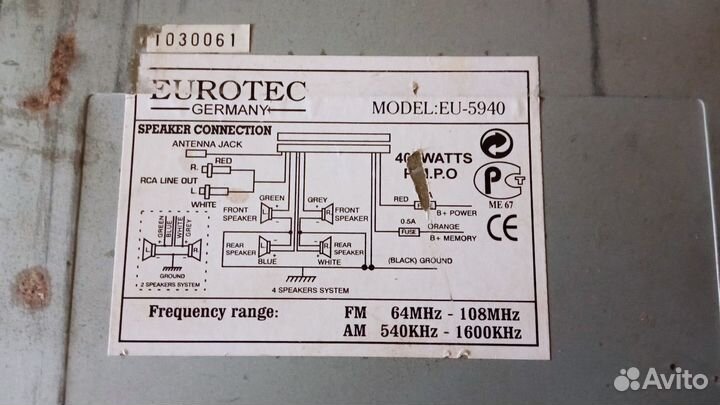 1030061
EUROTEC
GERMANY
MODEL:EU-5940
SPEAKER CONNECTION
ANTENNA JACK
R.
RED
RCA LINE OUT
L.
WHITE
WATTS
RED
B+ POWER
0.5A
FUSE
ORANGE
B+ MEMORY
ME 67
CE
GREEN
GREY
FRONT
SPEAKER
L
R
FRONT
SPEAKER
REAR
SPEAKER
L
R
REAR
SPEAKER
BLUE
WHITE
(BLACK) GROUND
4 SPEAKERS SYSTEM
GREEN
BLUE
WHITE
GREY
L
R
GROUND
2 SPEAKERS SYSTEM
Frequency range:
FM 64MHz - 108MHz
AM 540KHz - 1600KHz
Avito